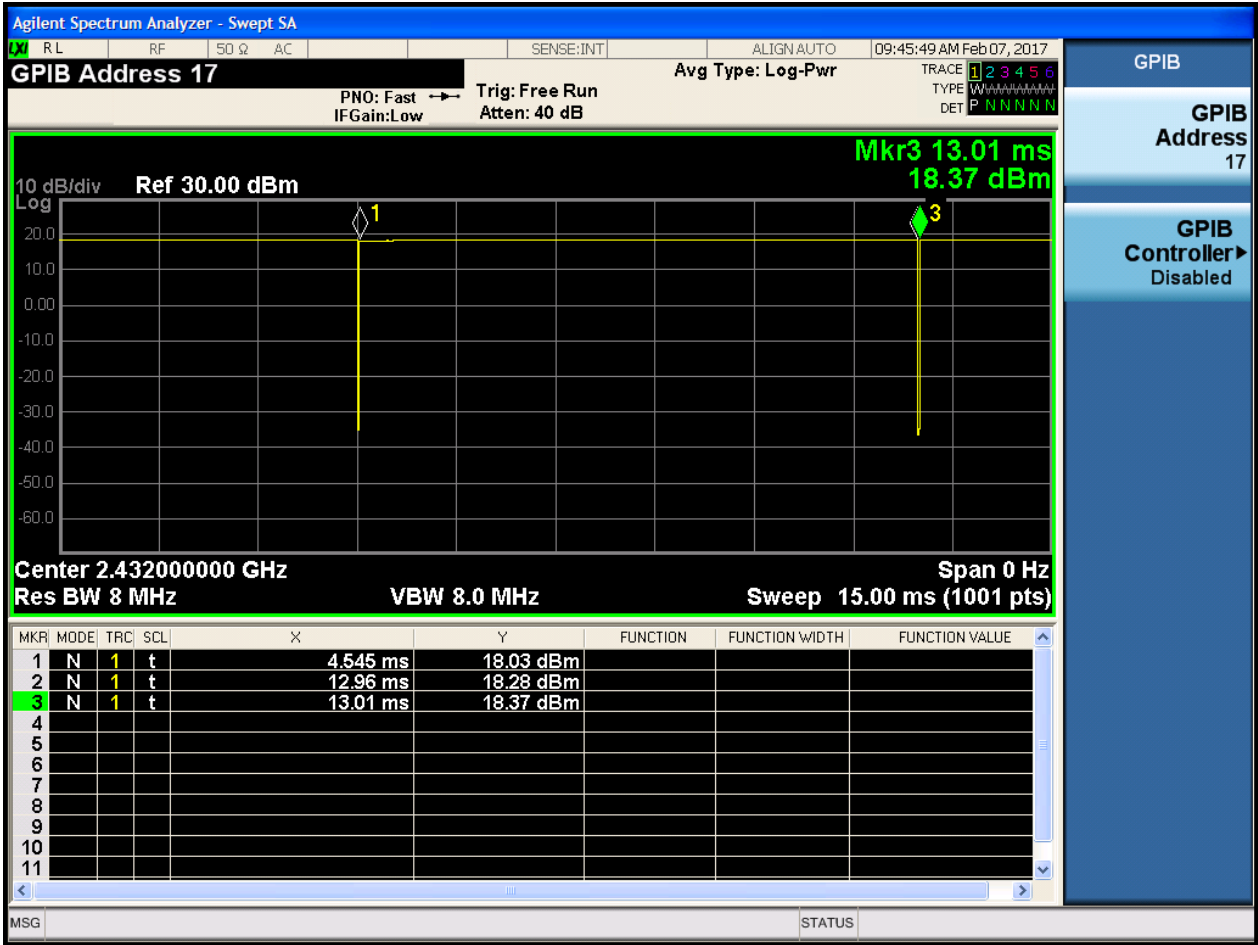 Agilent Spectrum Analyzer - Swept SA
LXI RL RF 50 Ω AC SENSE:INT ALIGN AUTO 09:45:49 AM Feb 07, 2017
GPIB Address 17
PNO: Fast
IFGain:Low
Trig: Free Run
Atten: 40 dB
Avg Type: Log-Pwr
TRACE 1 2 3 4 5 6
TYPE WWWWWW
DET P N N N N N
Mkr3 13.01 ms
18.37 dBm
10 dB/div Ref 30.00 dBm
Log
1
3
20.0
10.0
0.00
-10.0
-20.0
-30.0
-40.0
-50.0
-60.0
Center 2.432000000 GHz Span 0 Hz
Res BW 8 MHz VBW 8.0 MHz Sweep 15.00 ms (1001 pts)
MKR MODE TRC SCL X Y FUNCTION FUNCTION WIDTH FUNCTION VALUE
1 N 1 t 4.545 ms 18.03 dBm
2 N 1 t 12.96 ms 18.28 dBm
3 N 1 t 13.01 ms 18.37 dBm
4
5
6
7
8
9
10
11
MSG STATUS
GPIB
GPIB
Address
17
GPIB
Controller
Disabled